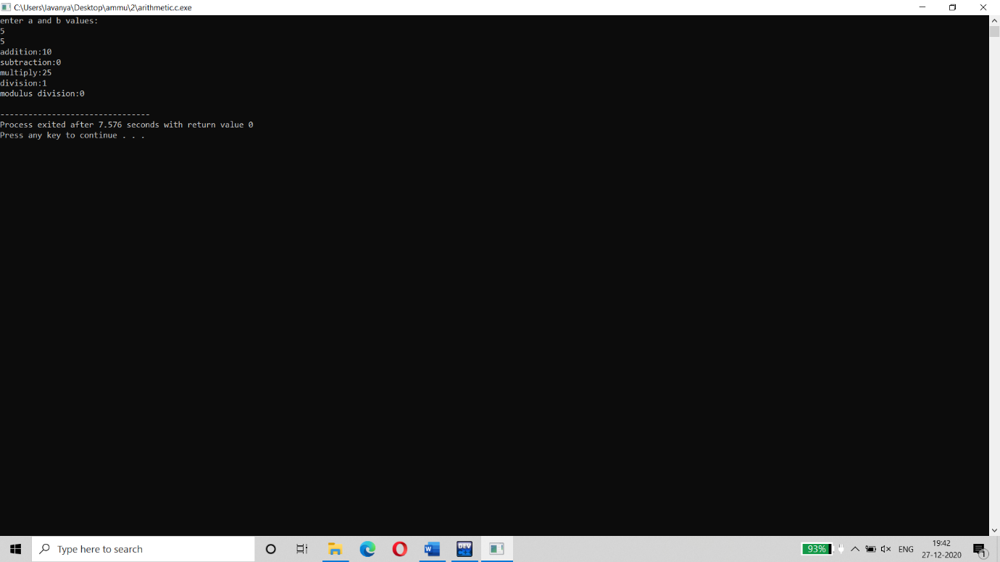 C:\Users\lavanya\Desktop\ammu\2\arithmetic.c.exe
enter a and b values:
5
5
addition:10
subtraction:0
multiply:25
division:1
modulus division:0
--------------------------------
Process exited after 7.576 seconds with return value 0
Press any key to continue . . .
Type here to search
W
DEV
C++
93%
ENG
19:42
27-12-2020
1